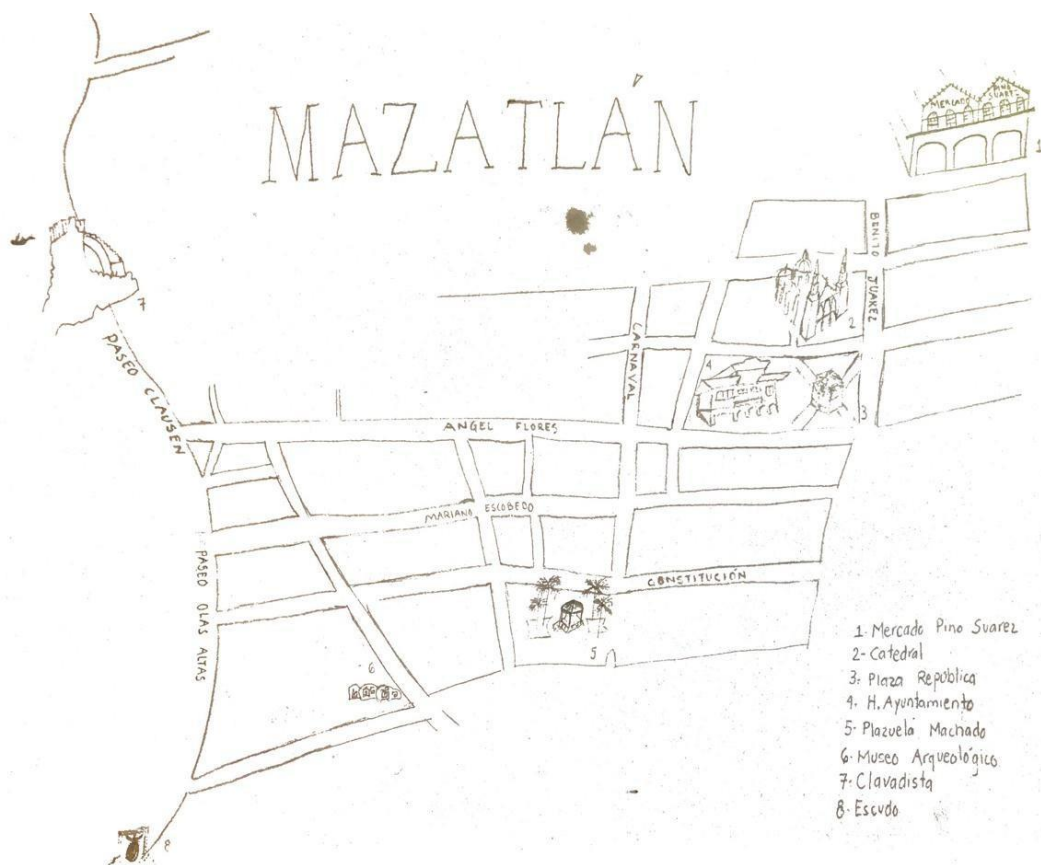 MAZATLÁN
MERCADO PINO SUAREZ
1
BENITO JUAREZ
2
7
CARNAVAL
4
3
PASEO CLAUSEN
ANGEL FLORES
MARIANO ESCOBEDO
PASEO OLAS ALTAS
CONSTITUCIÓN
5
6
8
1- Mercado Pino Suarez
2- Catedral
3- Plaza República
4. H. Ayuntamiento
5- Plazuela Machado
6- Museo Arqueológico
7- Clavadista
8- Escudo